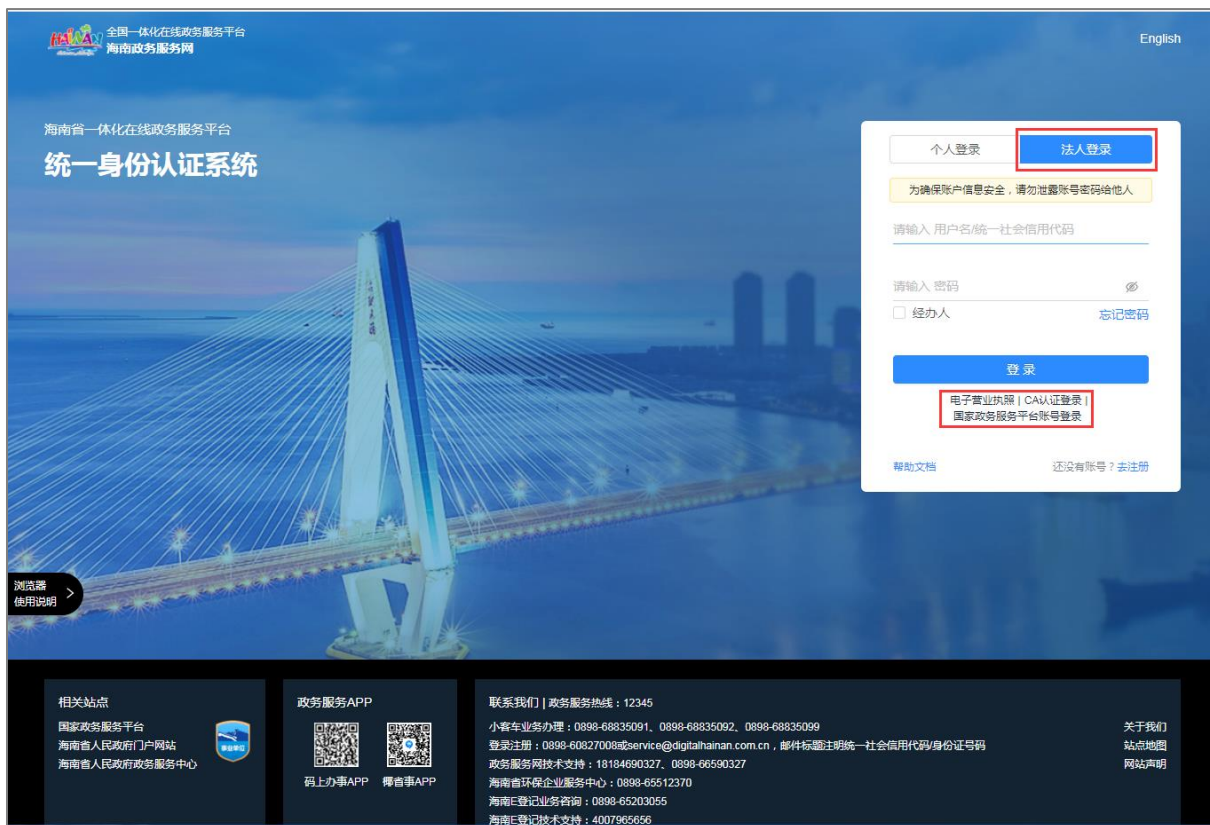 HAINAN
全国一体化在线政务服务平台
海南政务服务网
English
海南省一体化在线政务服务平台
统一身份认证系统
个人登录
法人登录
为确保账户信息安全，请勿泄露账号密码给他人
请输入 用户名/统一社会信用代码
请输入 密码
经办人
忘记密码
登 录
电子营业执照 | CA认证登录 |
国家政务服务平台账号登录
帮助文档
还没有账号？去注册
浏览器
使用说明
相关站点
国家政务服务平台
海南省人民政府门户网站
海南省人民政府政务服务中心
事业单位
政务服务APP
码上办事APP
椰省事APP
联系我们 | 政务服务热线：12345
小客车业务办理：0898-68835091、0898-68835092、0898-68835099
登录注册：0898-60827008或service@digitalhainan.com.cn，邮件标题注明统一社会信用代码/身份证号码
政务服务网技术支持：18184690327、0898-66590327
海南省环保企业服务中心：0898-65512370
海南E登记业务咨询：0898-65203055
海南E登记技术支持：4007965656
关于我们
站点地图
网站声明